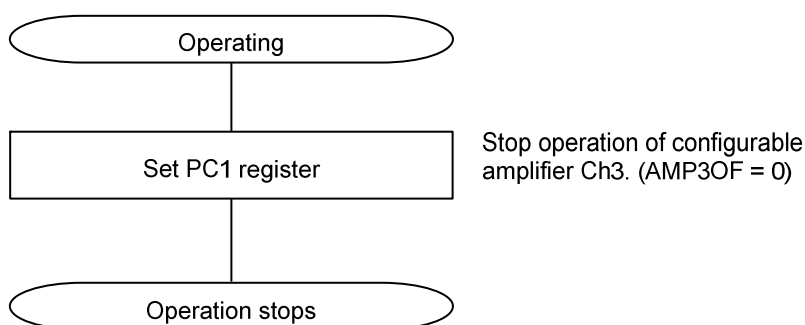 Operating
Set PC1 register
Stop operation of configurable
amplifier Ch3. (AMP3OF = 0)
Operation stops